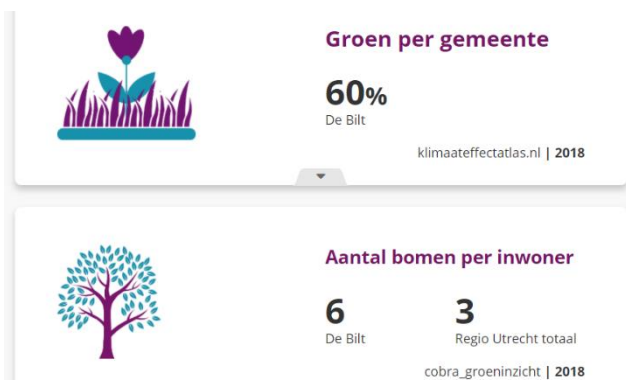 Groen per gemeente
60%
De Bilt
klimaateffectatlas.nl | 2018
Aantal bomen per inwoner
6 3
De Bilt Regio Utrecht totaal
cobra_groeninzicht | 2018